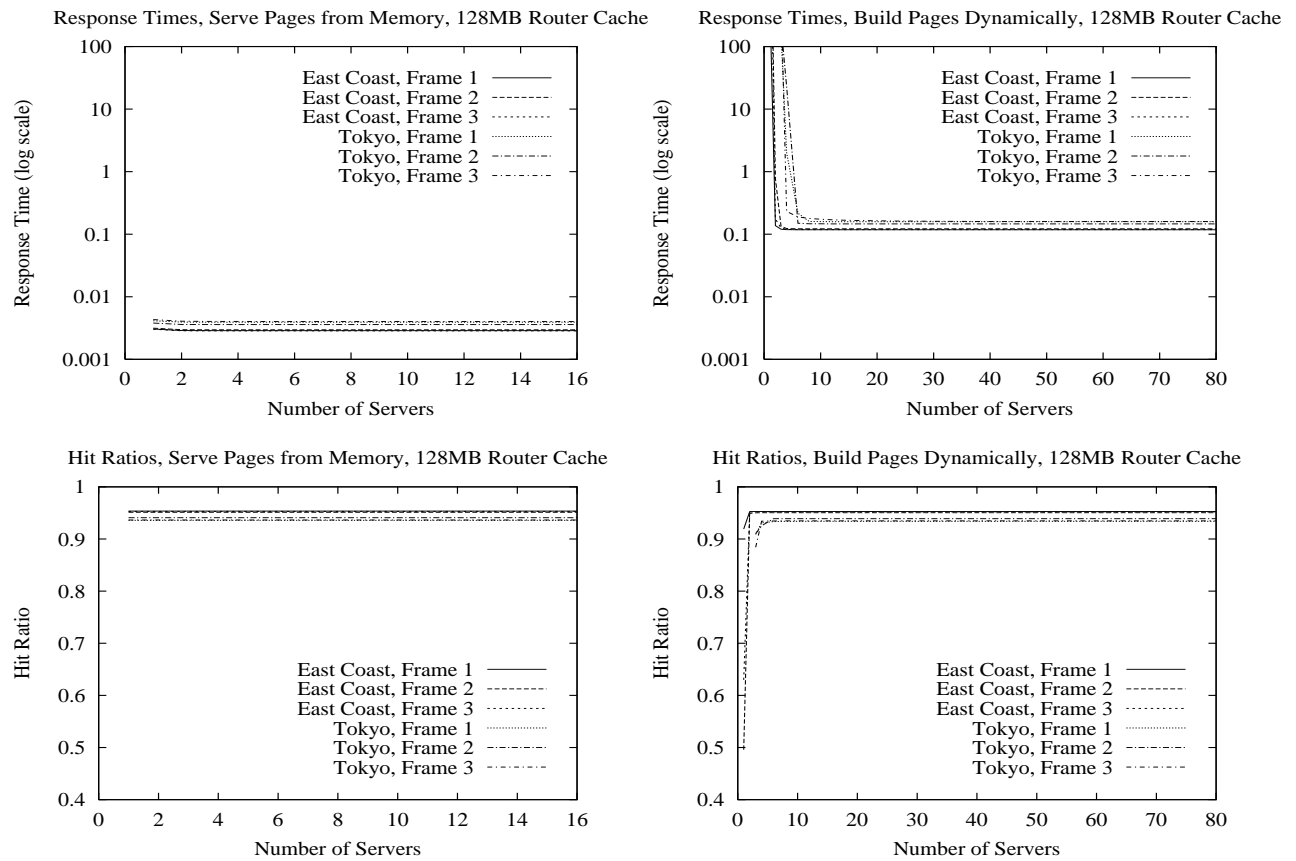 Response Times, Serve Pages from Memory, 128MB Router Cache
100
10
1
0.1
0.01
0.001
Response Time (log scale)
East Coast, Frame 1
East Coast, Frame 2
East Coast, Frame 3
Tokyo, Frame 1
Tokyo, Frame 2
Tokyo, Frame 3
0 2 4 6 8 10 12 14 16
Number of Servers
Response Times, Build Pages Dynamically, 128MB Router Cache
100
10
1
0.1
0.01
0.001
Response Time (log scale)
East Coast, Frame 1
East Coast, Frame 2
East Coast, Frame 3
Tokyo, Frame 1
Tokyo, Frame 2
Tokyo, Frame 3
0 10 20 30 40 50 60 70 80
Number of Servers
Hit Ratios, Serve Pages from Memory, 128MB Router Cache
1
0.9
0.8
0.7
0.6
0.5
0.4
Hit Ratio
East Coast, Frame 1
East Coast, Frame 2
East Coast, Frame 3
Tokyo, Frame 1
Tokyo, Frame 2
Tokyo, Frame 3
0 2 4 6 8 10 12 14 16
Number of Servers
Hit Ratios, Build Pages Dynamically, 128MB Router Cache
1
0.9
0.8
0.7
0.6
0.5
0.4
Hit Ratio
East Coast, Frame 1
East Coast, Frame 2
East Coast, Frame 3
Tokyo, Frame 1
Tokyo, Frame 2
Tokyo, Frame 3
0 10 20 30 40 50 60 70 80
Number of Servers